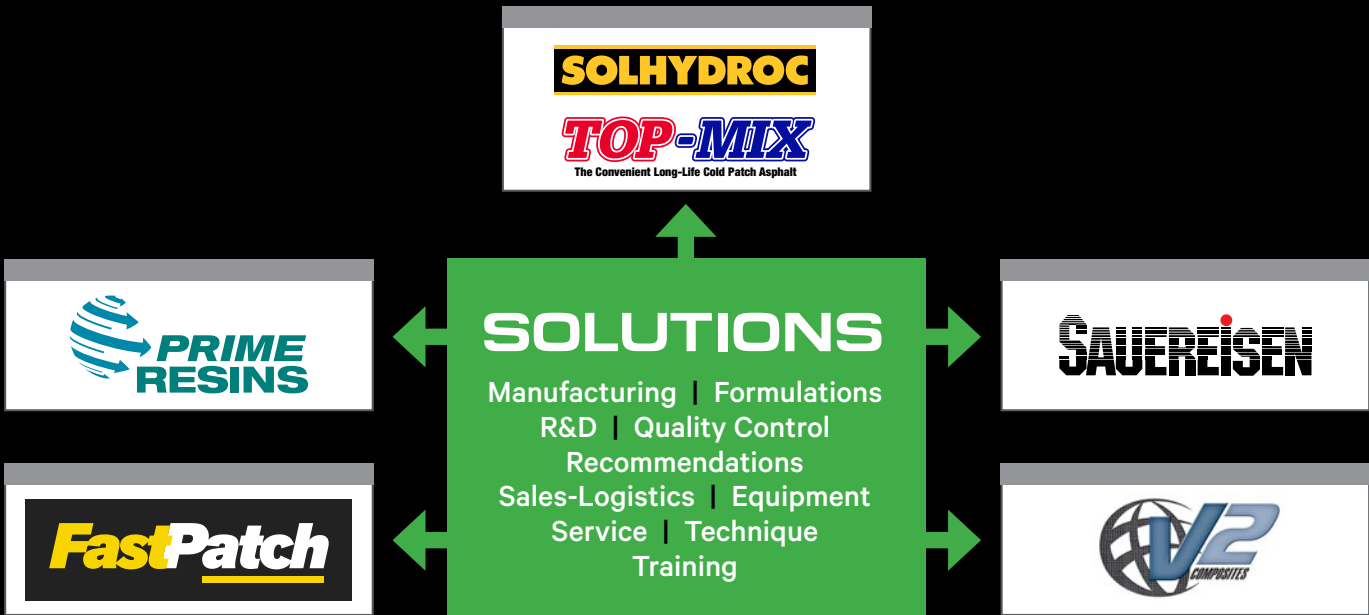 SOLHYDROC
TOP-MIX
The Convenient Long-Life Cold Patch Asphalt
PRIME
RESINS
SOLUTIONS
Manufacturing | Formulations
R&D | Quality Control
Recommendations
Sales-Logistics | Equipment
Service | Technique
Training
SAUEREISEN
FastPatch
V2
COMPOSITES